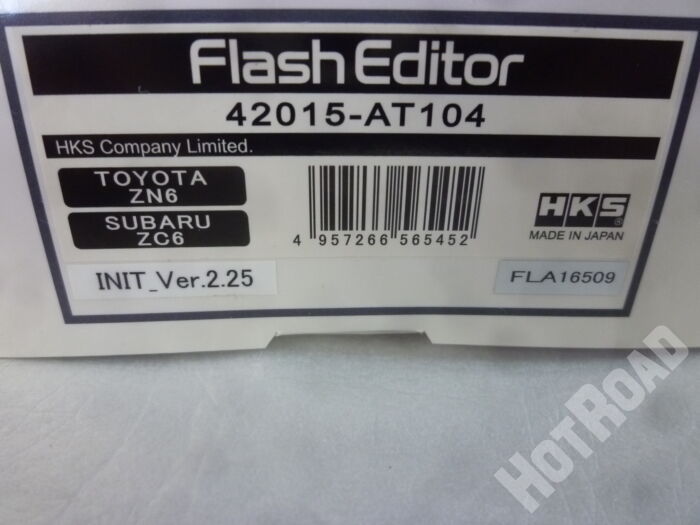 Flash Editor
42015-AT104
HKS Company Limited.
TOYOTA
ZN6
SUBARU
ZC6
4 957266 565452
HKS
MADE IN JAPAN
INIT_Ver.2.25
FLA16509
HOTROAD